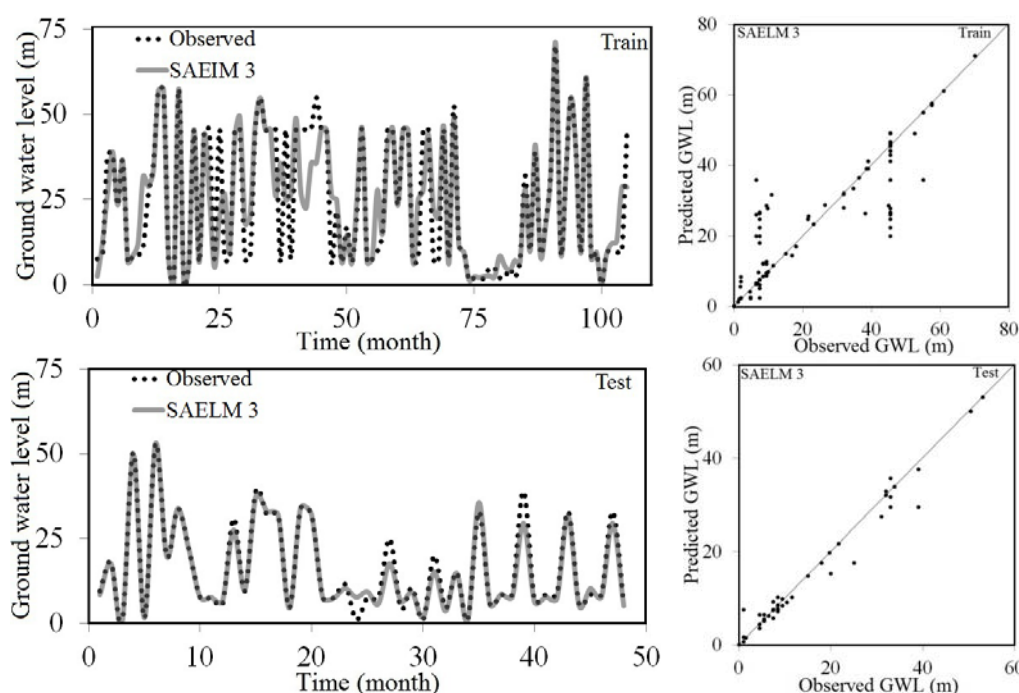 75
50
25
0
Ground water level (m)
Observed
SAEIM 3
Train
0 25 50 75 100
Time (month)
80
60
40
20
0
Predicted GWL (m)
SAELM 3
Train
0 20 40 60 80
Observed GWL (m)
75
50
25
0
Ground water level (m)
Observed
SAELM 3
Test
0 10 20 30 40 50
Time (month)
60
40
20
0
Predicted GWL (m)
SAELM 3
Test
0 20 40 60
Observed GWL (m)